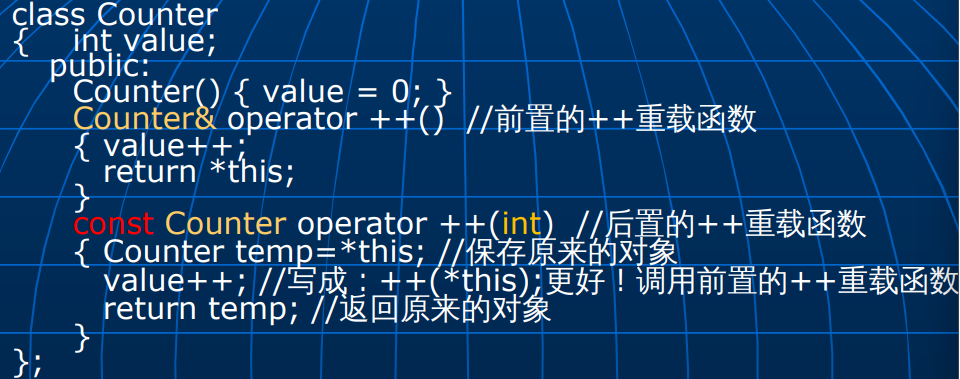 class Counter
{ int value;
public:
Counter() { value = 0; }
Counter& operator ++() //前置的++重载函数
{ value++;
return *this;
}
const Counter operator ++(int) //后置的++重载函数
{ Counter temp=*this; //保存原来的对象
value++; //写成：++(*this);更好！调用前置的++重载函数
return temp; //返回原来的对象
}
};